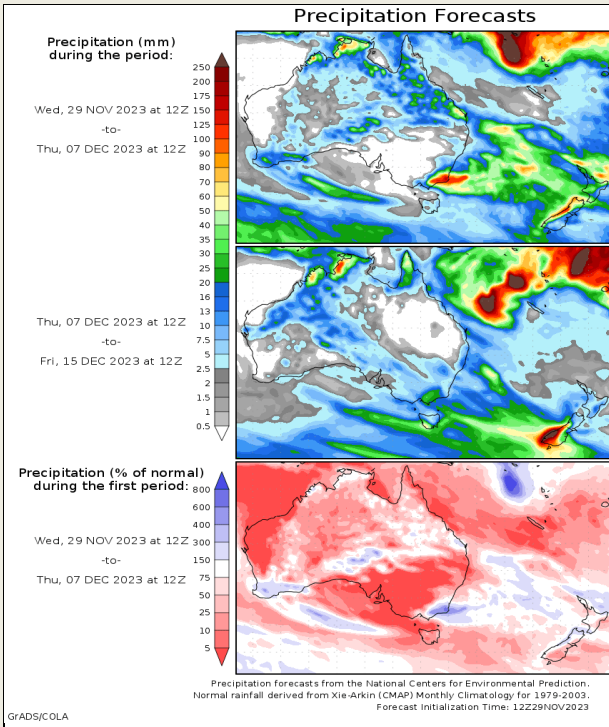 Precipitation Forecasts
Precipitation (mm)
during the period:
Wed, 29 NOV 2023 at 12Z
-to-
Thu, 07 DEC 2023 at 12Z
250
200
175
150
125
100
90
80
70
60
50
40
35
30
25
20
16
13
10
7.5
5
2.5
2
1.5
1
0.5
Thu, 07 DEC 2023 at 12Z
-to-
Fri, 15 DEC 2023 at 12Z
Precipitation (% of normal)
during the first period:
Wed, 29 NOV 2023 at 12Z
-to-
Thu, 07 DEC 2023 at 12Z
800
600
400
300
150
75
50
25
10
5
Precipitation forecasts from the National Centers for Environmental Prediction.
Normal rainfall derived from Xie-Arkin (CMAP) Monthly Climatology for 1979-2003.
Forecast Initialization Time: 12Z29NOV2023
GrADS/COLA